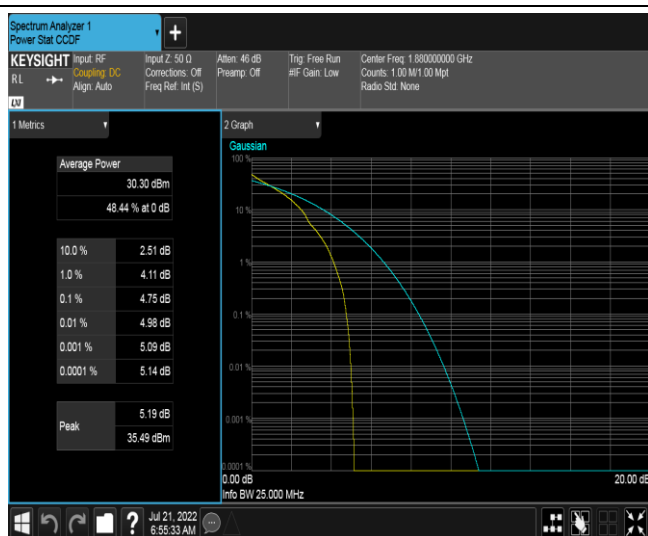 Spectrum Analyzer 1
Power Stat CCDF
KEYSIGHT
Input: RF
Coupling: DC
Align: Auto
Input Z: 50 Ω
Corrections: Off
Freq Ref: Int (S)
Atten: 46 dB
Preamp: Off
Trig: Free Run
#IF Gain: Low
Center Freq: 1.880000000 GHz
Counts: 1.00 M/1.00 Mpt
Radio Std: None
R L
LXI
1 Metrics
Average Power
30.30 dBm
48.44 % at 0 dB
10.0 % 2.51 dB
1.0 % 4.11 dB
0.1 % 4.75 dB
0.01 % 4.98 dB
0.001 % 5.09 dB
0.0001 % 5.14 dB
Peak
5.19 dB
35.49 dBm
2 Graph
Gaussian
100 %
10 %
1 %
0.1 %
0.01 %
0.001 %
0.0001 %
0.00 dB
20.00 dB
Info BW 25.000 MHz
?
Jul 21, 2022
6:55:33 AM